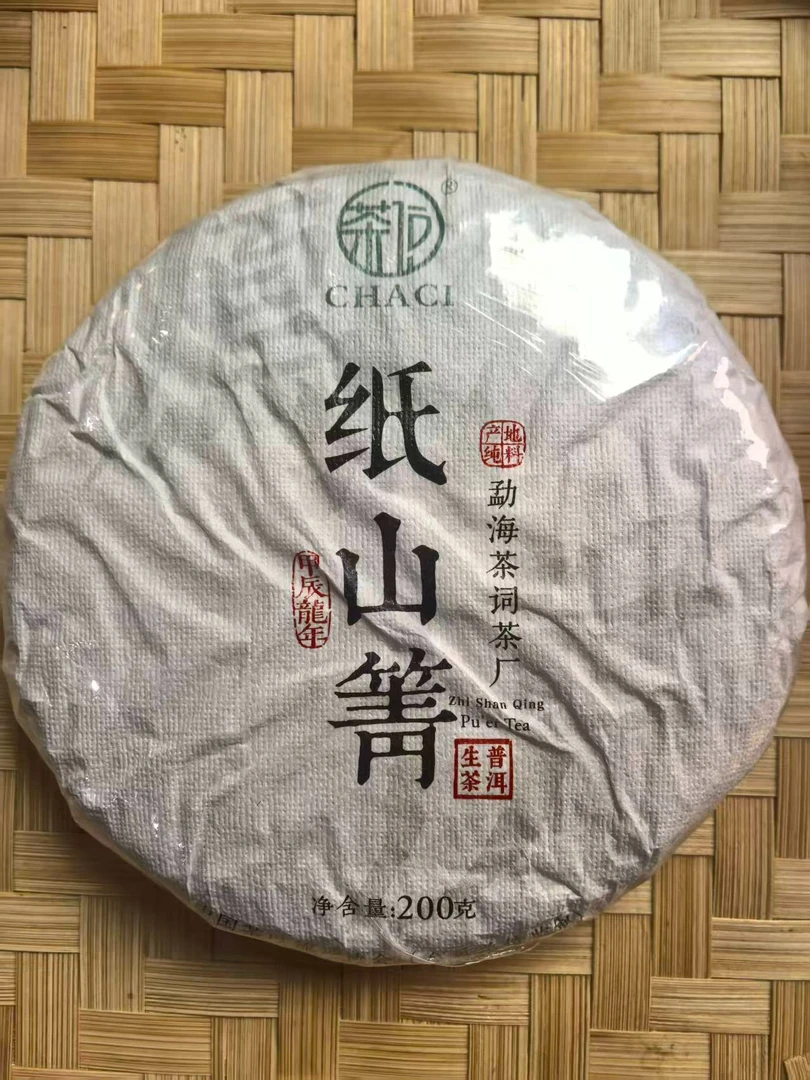 茶词®
CHACI
纸山箐
产地纯料
勐海茶词茶厂
甲辰龍年
Zhi Shan Qing
Pu'er Tea
普洱生茶
净含量:200克